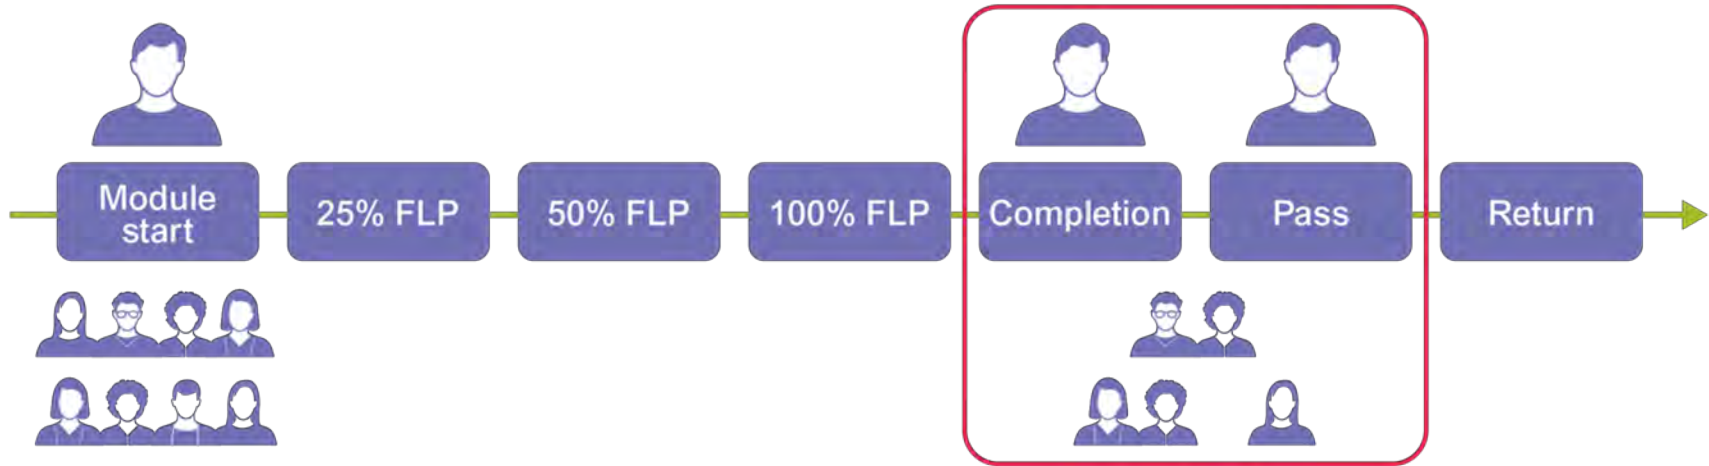 Module
start
25% FLP
50% FLP
100% FLP
Completion
Pass
Return